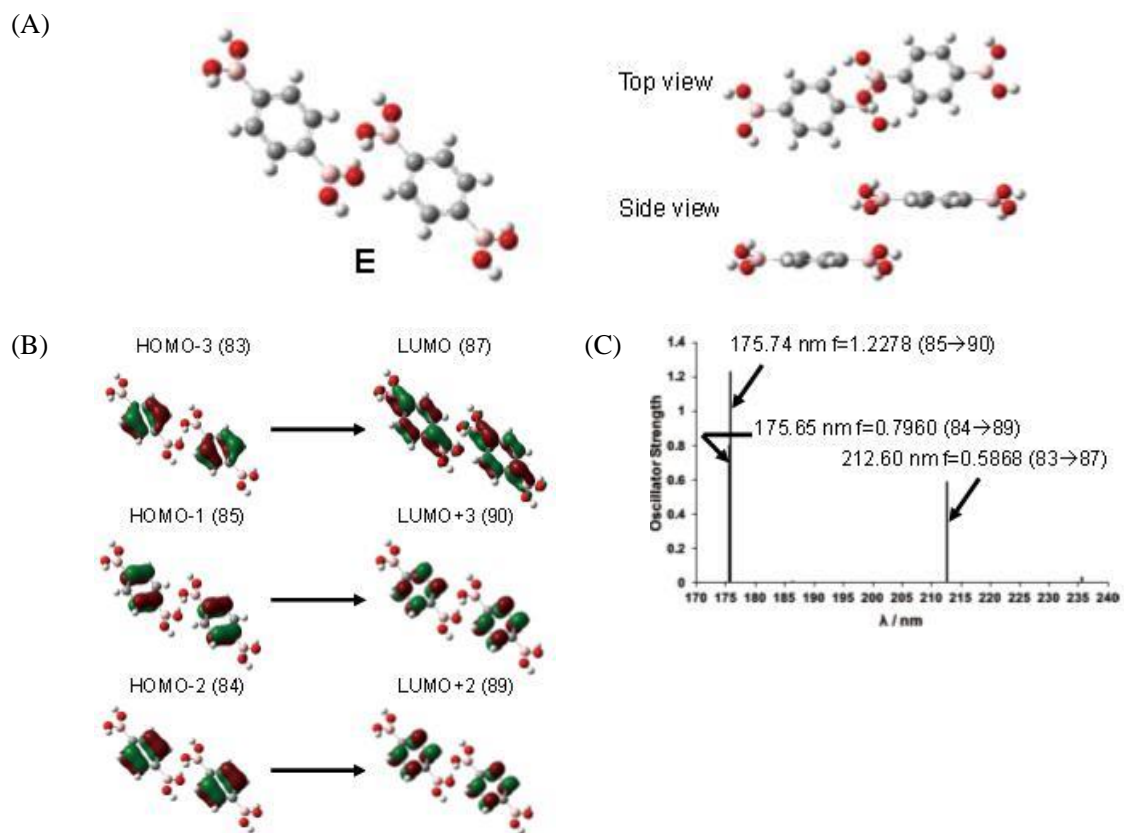 (A)
Top view
Side view
E
(B)
HOMO-3 (83)
LUMO (87)
HOMO-1 (85)
LUMO+3 (90)
HOMO-2 (84)
LUMO+2 (89)
(C)
175.74 nm f=1.2278 (85→90)
175.65 nm f=0.7960 (84→89)
212.60 nm f=0.5868 (83→87)
Oscillator Strength
1.4
1.2
1
0.8
0.6
0.4
0.2
0
170 175 180 185 190 195 200 205 210 215 220 225 230 235 240
λ / nm